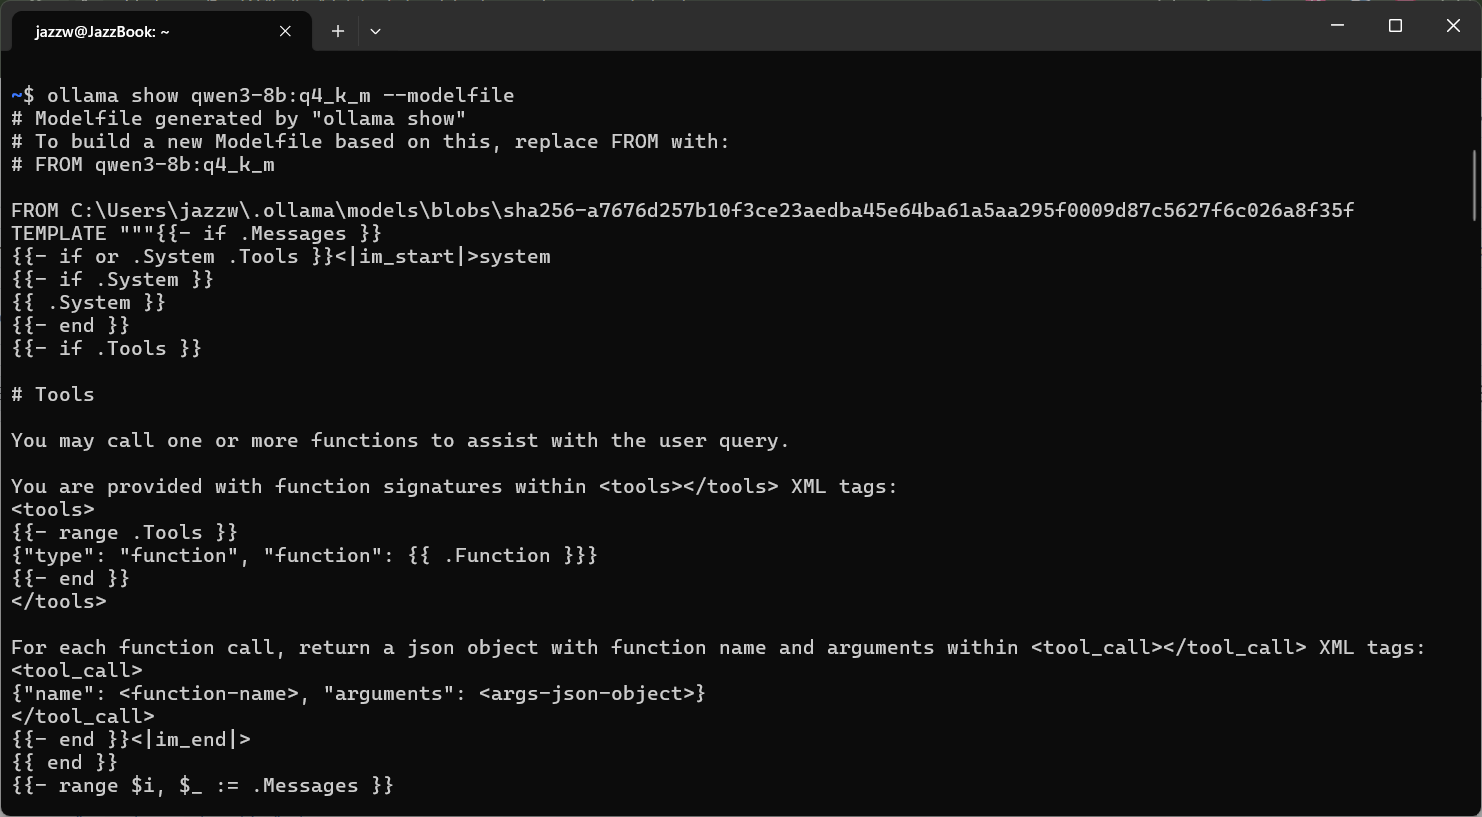 jazzw@JazzBook: ~
~$ ollama show qwen3-8b:q4_k_m --modelfile
# Modelfile generated by "ollama show"
# To build a new Modelfile based on this, replace FROM with:
# FROM qwen3-8b:q4_k_m

FROM C:\Users\jazzw\.ollama\models\blobs\sha256-a7676d257b10f3ce23aedba45e64ba61a5aa295f0009d87c5627f6c026a8f35f
TEMPLATE """{{- if .Messages }}
{{- if or .System .Tools }}<|im_start|>system
{{- if .System }}
{{ .System }}
{{- end }}
{{- if .Tools }}

# Tools

You may call one or more functions to assist with the user query.

You are provided with function signatures within <tools></tools> XML tags:
<tools>
{{- range .Tools }}
{"type": "function", "function": {{ .Function }}}
{{- end }}
</tools>

For each function call, return a json object with function name and arguments within <tool_call></tool_call> XML tags:
<tool_call>
{"name": <function-name>, "arguments": <args-json-object>}
</tool_call>
{{- end }}<|im_end|>
{{ end }}
{{- range $i, $_ := .Messages }}